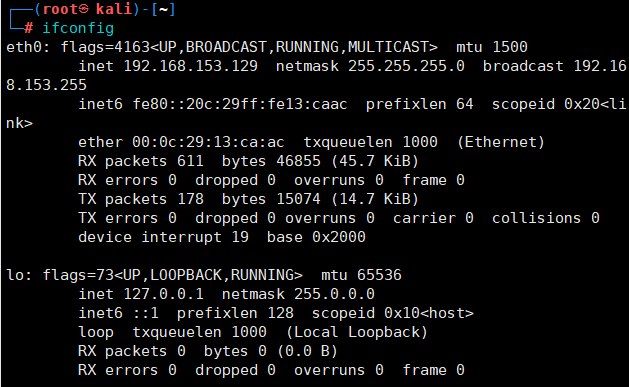 ┌──(root㉿kali)-[~]
└─# ifconfig
eth0: flags=4163<UP,BROADCAST,RUNNING,MULTICAST>  mtu 1500
        inet 192.168.153.129  netmask 255.255.255.0  broadcast 192.16
8.153.255
        inet6 fe80::20c:29ff:fe13:caac  prefixlen 64  scopeid 0x20<li
nk>
        ether 00:0c:29:13:ca:ac  txqueuelen 1000  (Ethernet)
        RX packets 611  bytes 46855 (45.7 KiB)
        RX errors 0  dropped 0  overruns 0  frame 0
        TX packets 178  bytes 15074 (14.7 KiB)
        TX errors 0  dropped 0 overruns 0  carrier 0  collisions 0
        device interrupt 19  base 0x2000

lo: flags=73<UP,LOOPBACK,RUNNING>  mtu 65536
        inet 127.0.0.1  netmask 255.0.0.0
        inet6 ::1  prefixlen 128  scopeid 0x10<host>
        loop  txqueuelen 1000  (Local Loopback)
        RX packets 0  bytes 0 (0.0 B)
        RX errors 0  dropped 0  overruns 0  frame 0